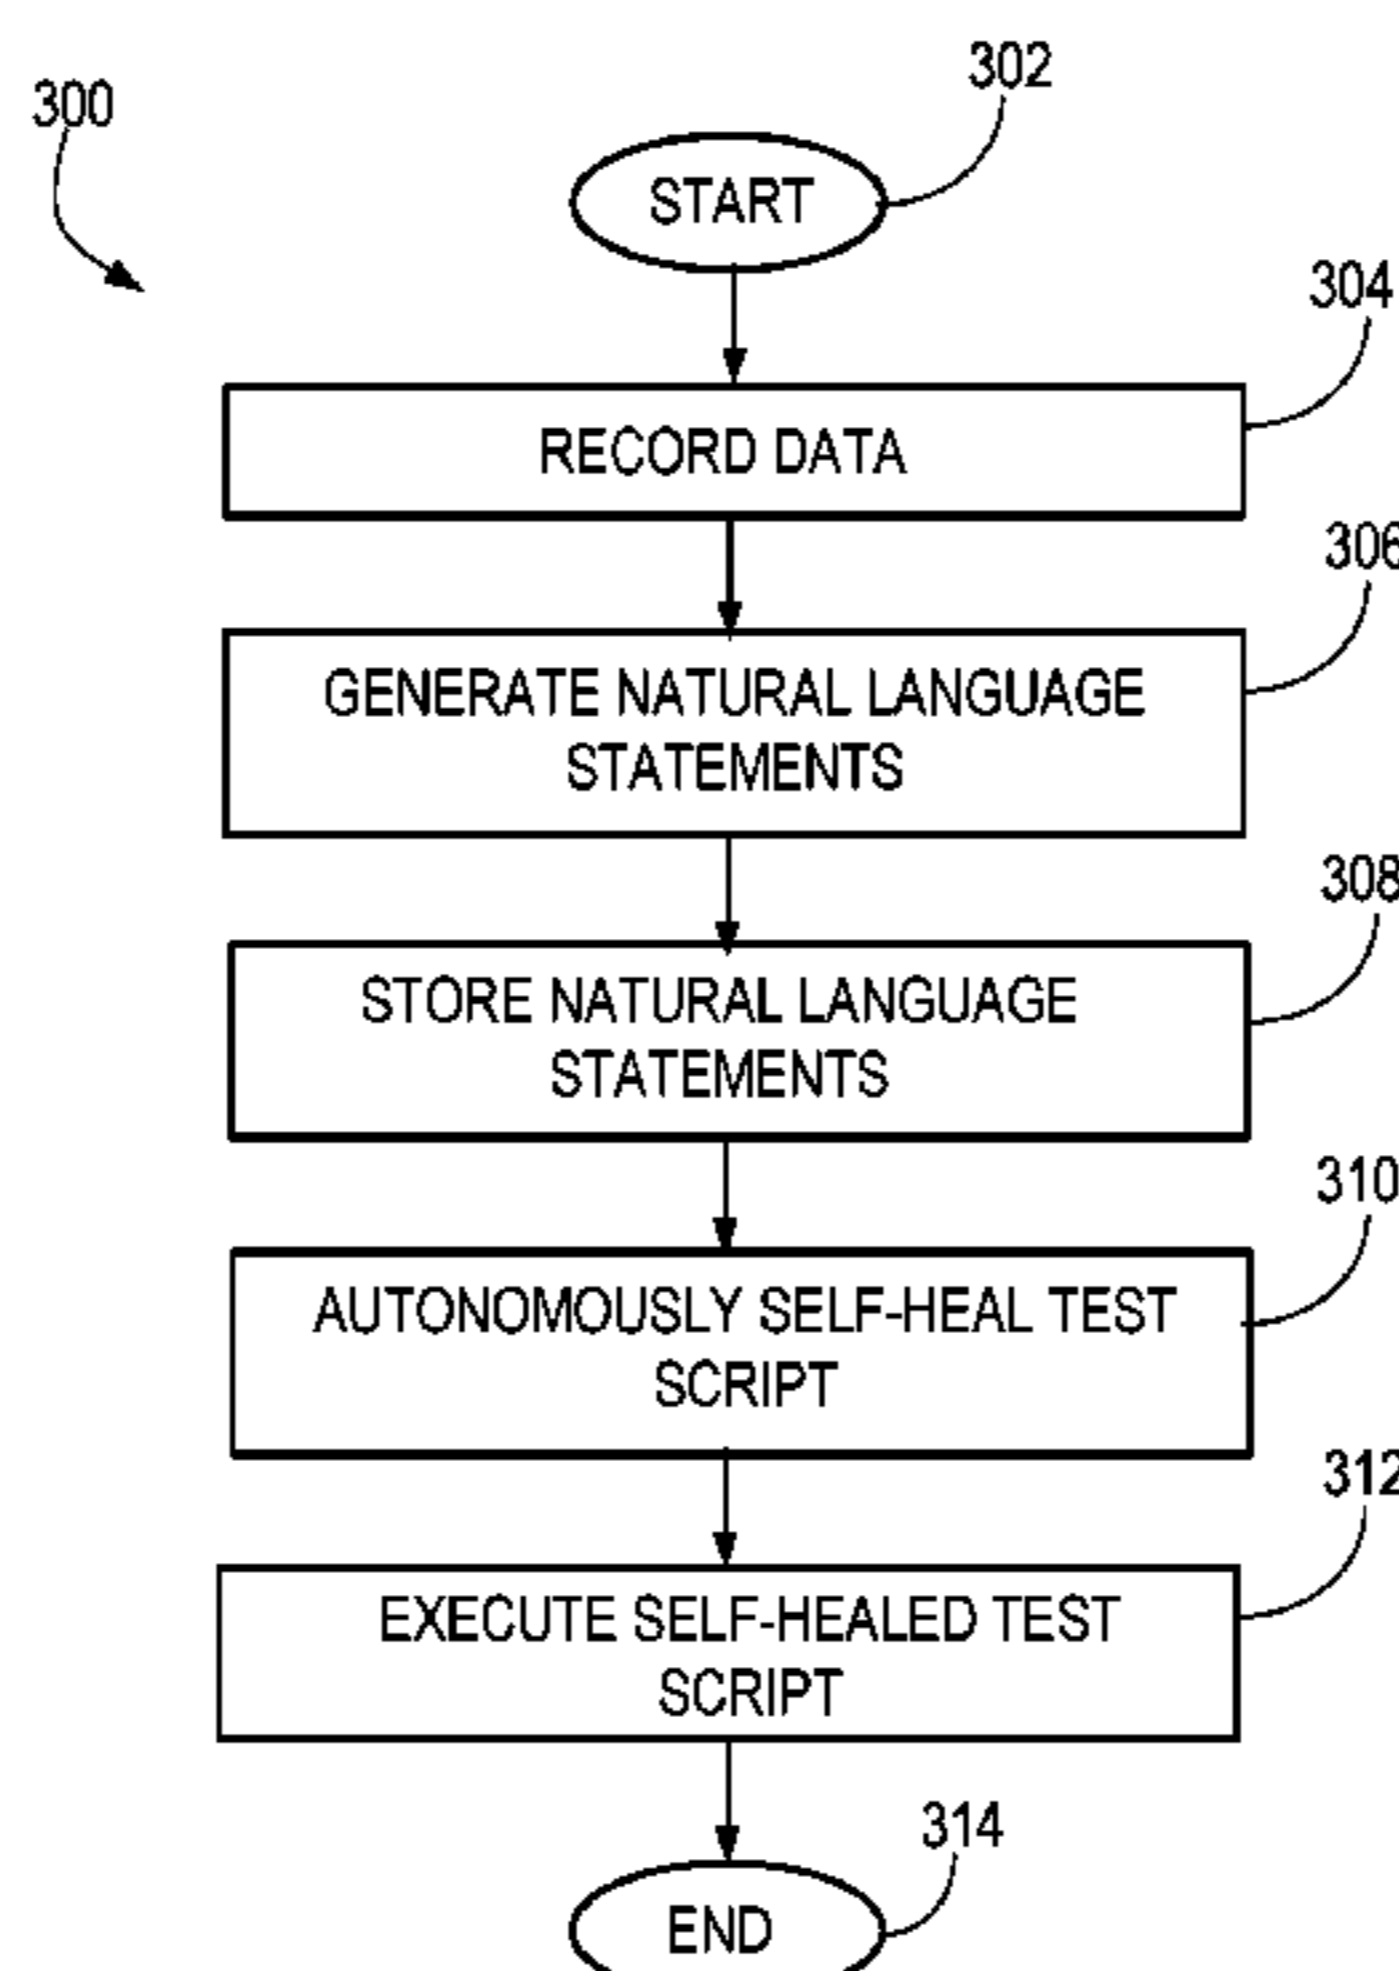 300
302
START
304
RECORD DATA
306
GENERATE NATURAL LANGUAGE
STATEMENTS
308
STORE NATURAL LANGUAGE
STATEMENTS
310
AUTONOMOUSLY SELF-HEAL TEST
SCRIPT
312
EXECUTE SELF-HEALED TEST
SCRIPT
314
END